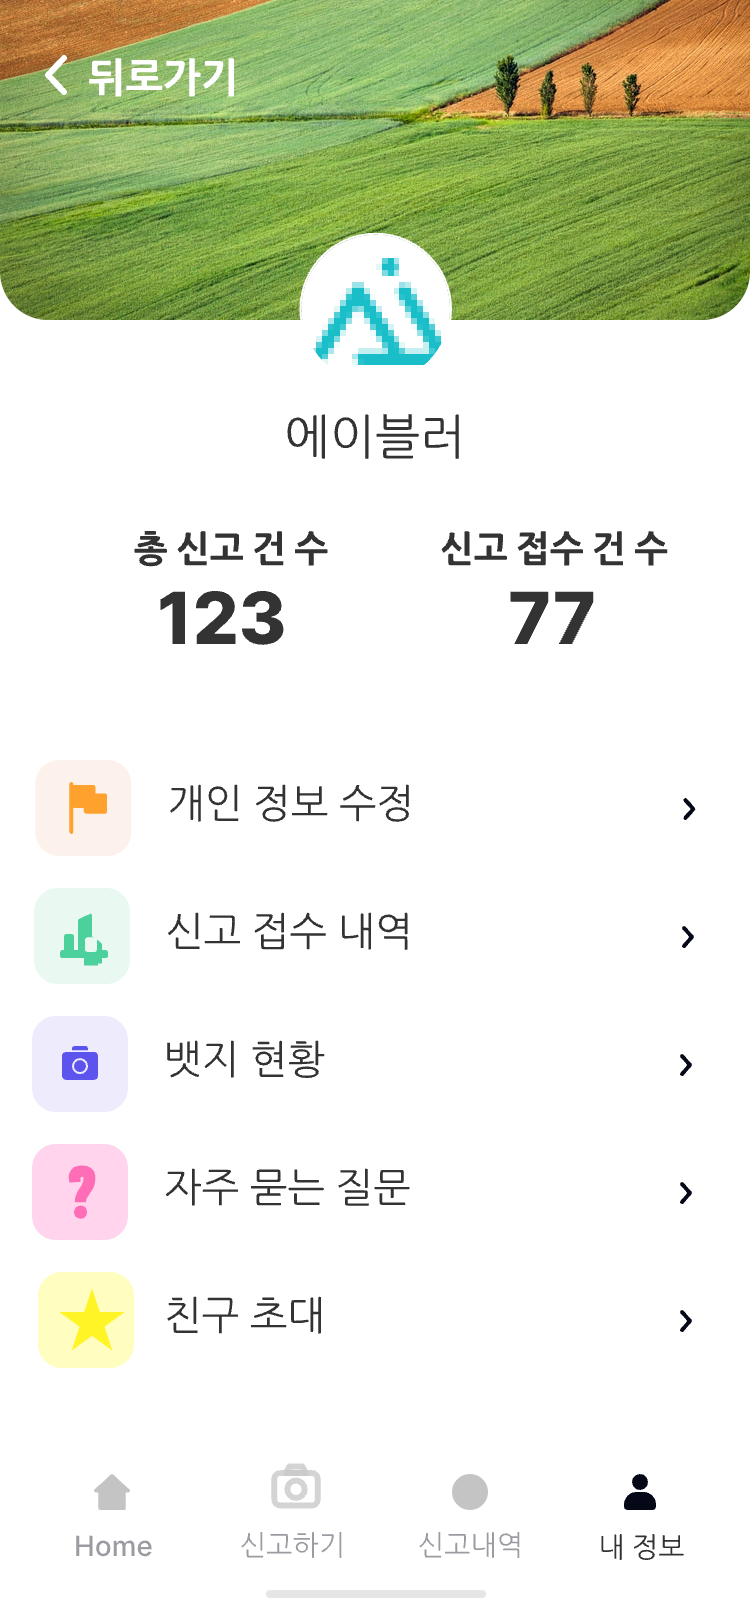 뒤로가기
에이블러
총 신고 건 수
신고 접수 건 수
123
77
개인 정보 수정
신고 접수 내역
뱃지 현황
자주 묻는 질문
친구 초대
Home
신고하기
신고내역
내 정보